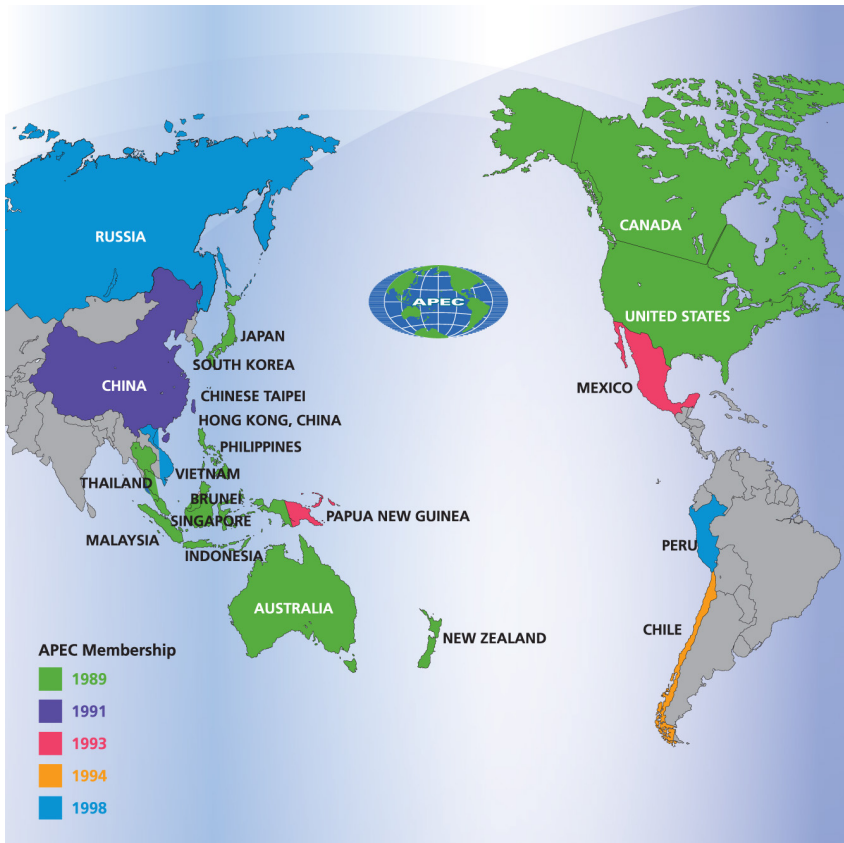 CANADA
RUSSIA
APEC
UNITED STATES
JAPAN
SOUTH KOREA
CHINA
MEXICO
CHINESE TAIPEI
HONG KONG, CHINA
PHILIPPINES
VIETNAM
THAILAND
BRUNEI
SINGAPORE
PAPUA NEW GUINEA
MALAYSIA
PERU
INDONESIA
AUSTRALIA
CHILE
NEW ZEALAND
APEC Membership
1989
1991
1993
1994
1998